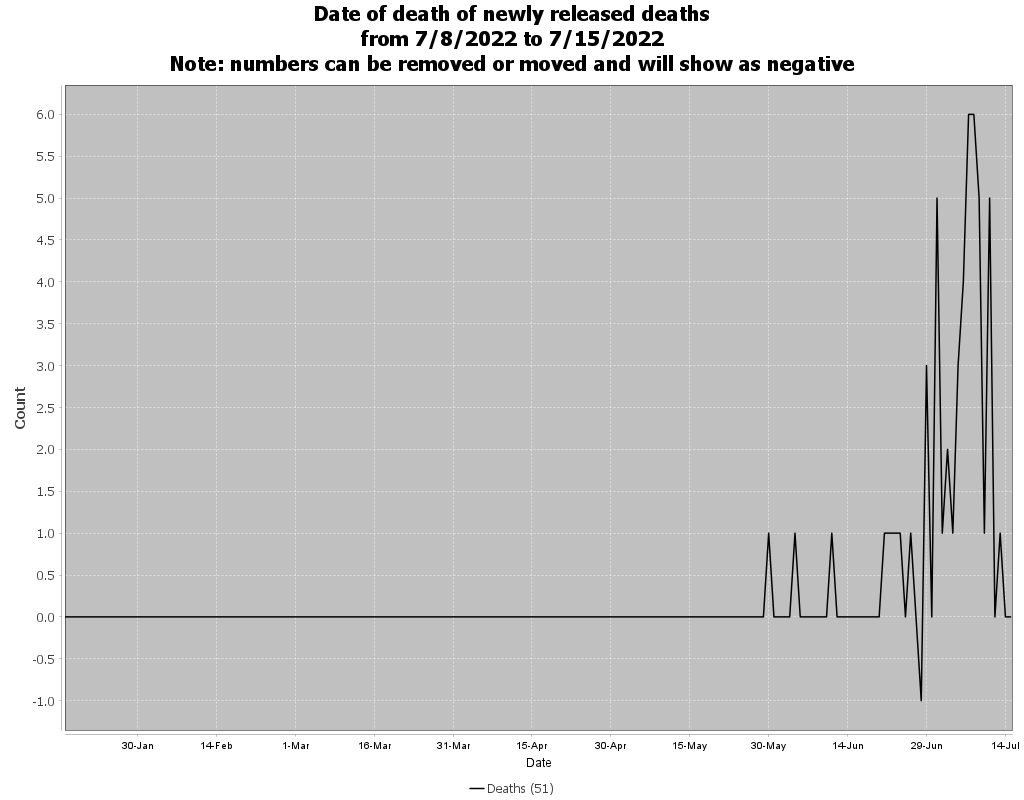 Date of death of newly released deaths
from 7/8/2022 to 7/15/2022
Note: numbers can be removed or moved and will show as negative
6.0
5.5
5.0
4.5
4.0
3.5
3.0
2.5
2.0
1.5
1.0
0.5
0.0
-0.5
-1.0
Count
30-Jan 14-Feb 1-Mar 16-Mar 31-Mar 15-Apr 30-Apr 15-May 30-May 14-Jun 29-Jun 14-Jul
Date
Deaths (51)